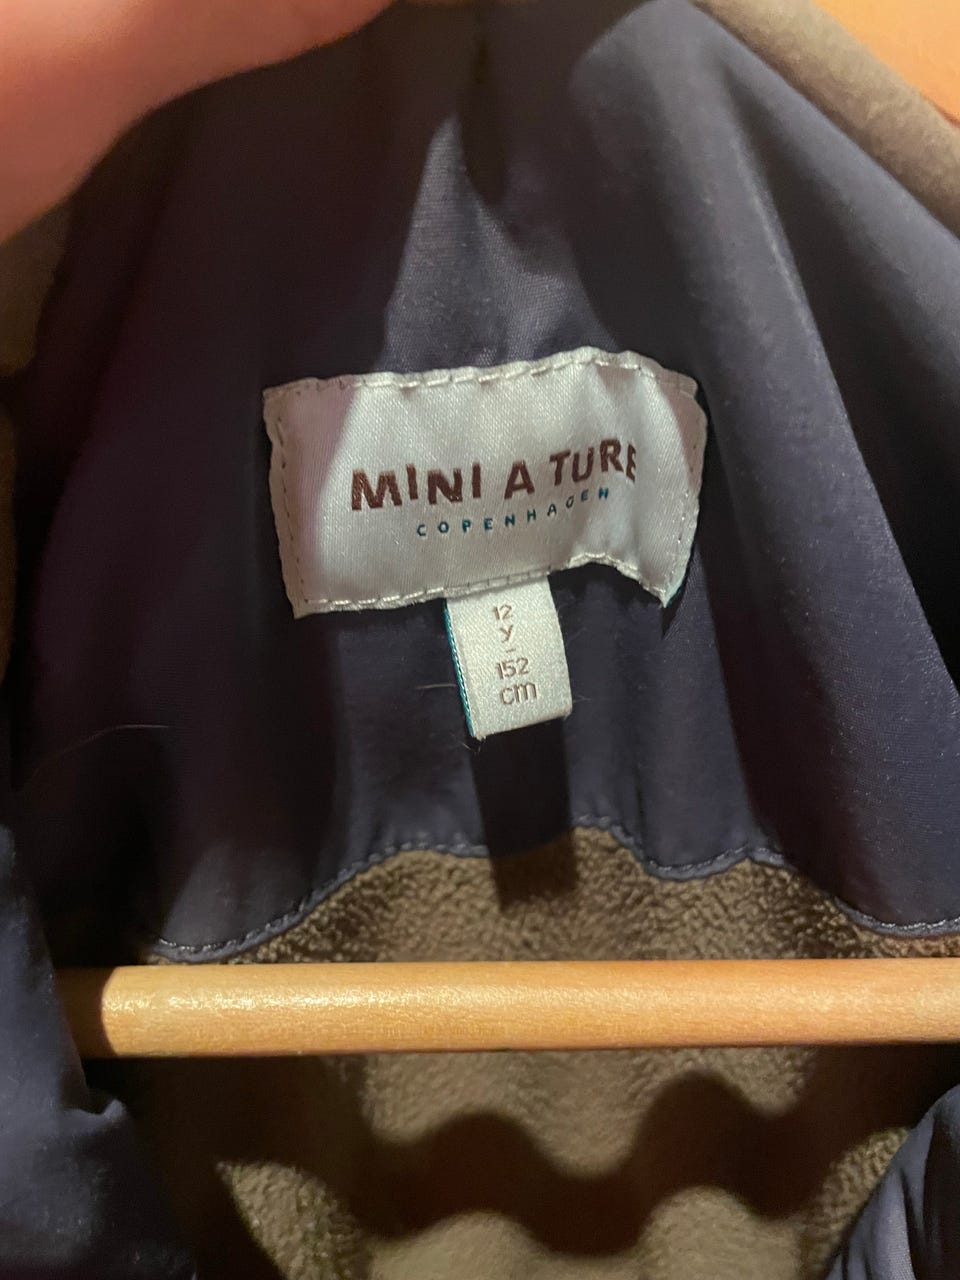 MINI A TURE
COPENHAGEN
12
y
-
152
cm